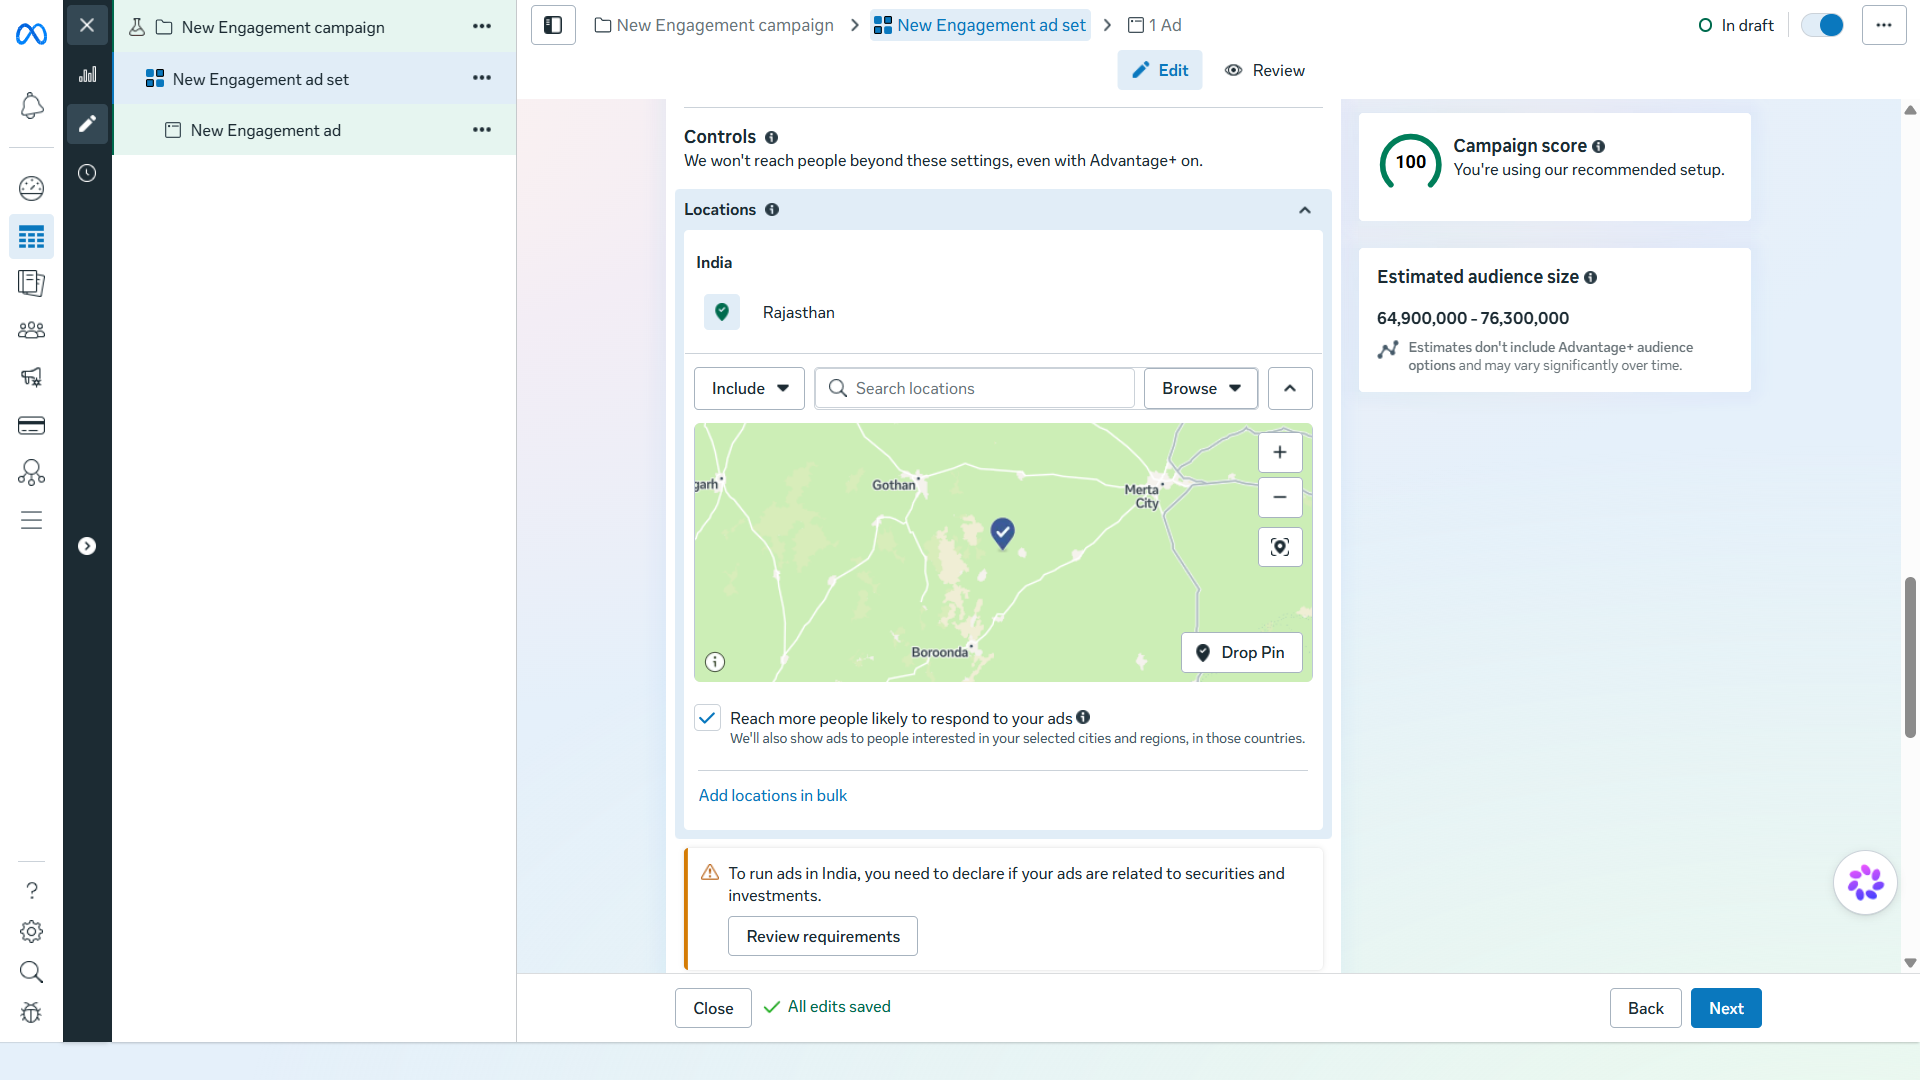 New Engagement campaign
New Engagement ad set
New Engagement ad
New Engagement campaign
New Engagement ad set
1 Ad
In draft
Edit
Review
Controls
We won't reach people beyond these settings, even with Advantage+ on.
Locations
India
Rajasthan
Include
Search locations
Browse
garh
Gothan
Merta
City
Boroonda
Drop Pin
Reach more people likely to respond to your ads
We'll also show ads to people interested in your selected cities and regions, in those countries.
Add locations in bulk
To run ads in India, you need to declare if your ads are related to securities and
investments.
Review requirements
Close
All edits saved
Back
Next
100
Campaign score
You're using our recommended setup.
Estimated audience size
64,900,000 - 76,300,000
Estimates don't include Advantage+ audience
options and may vary significantly over time.